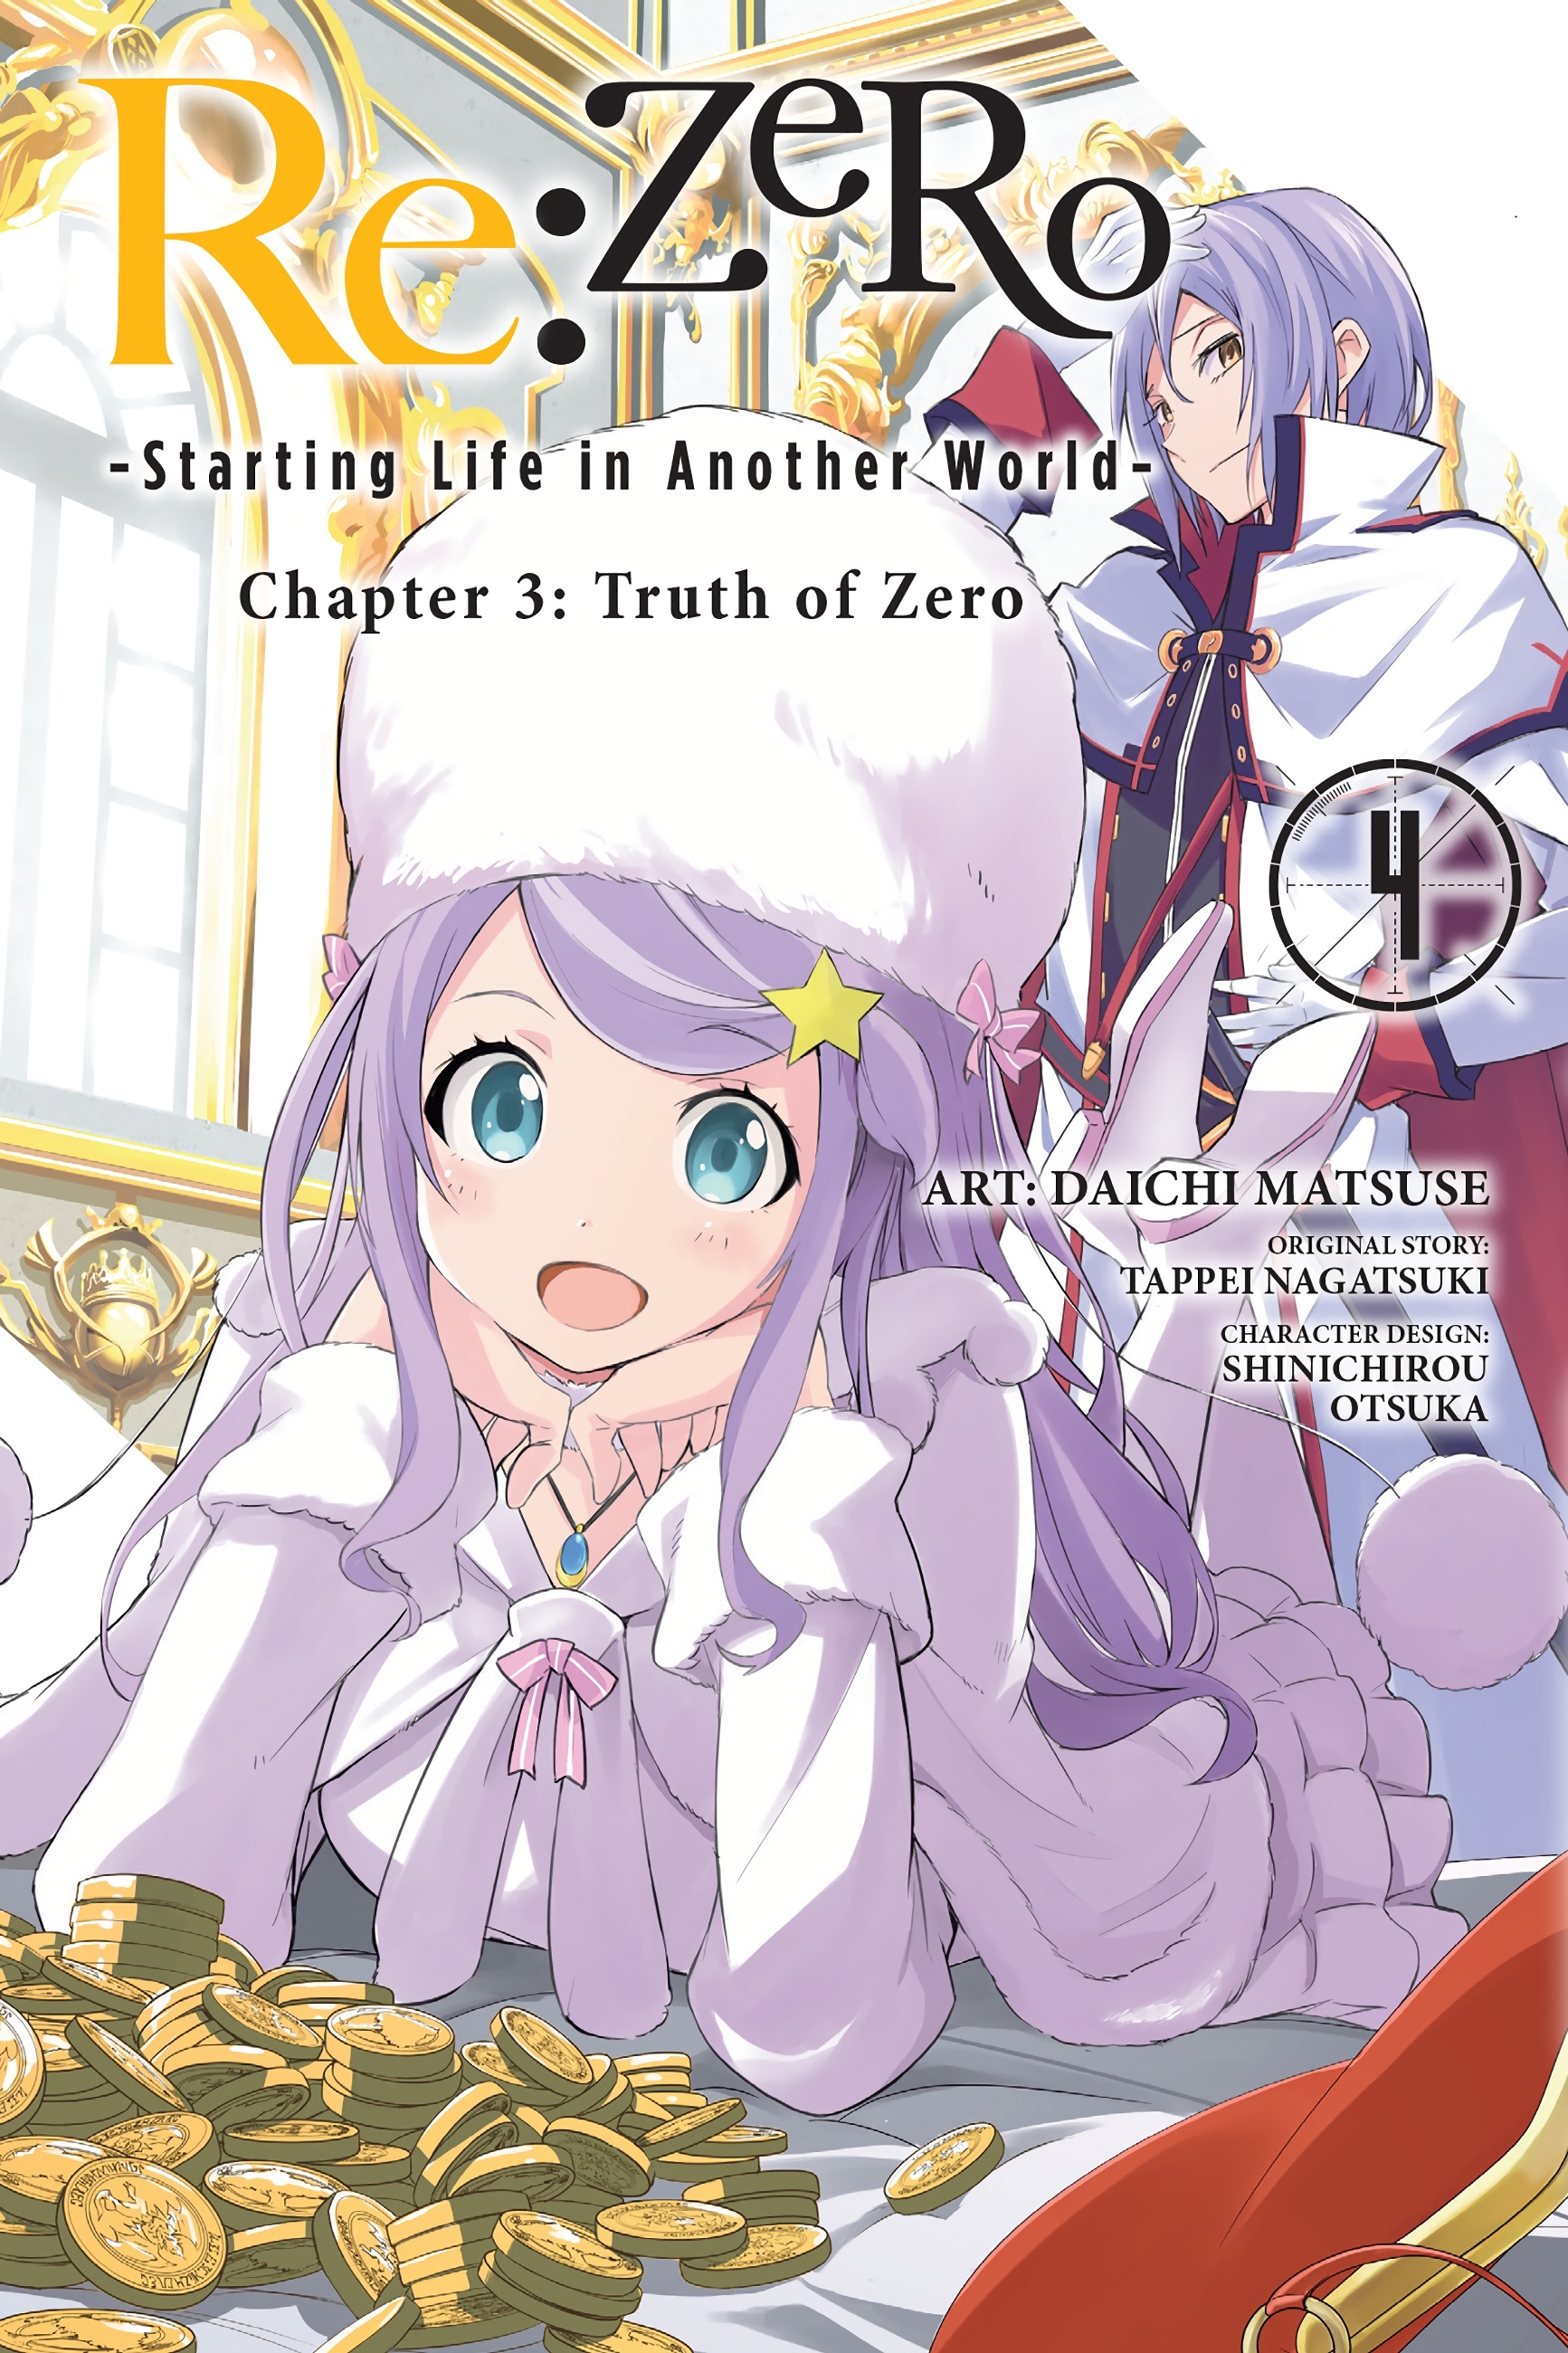 Re:ZeRo
-Starting Life in Another World-
Chapter 3: Truth of Zero
4
ART: DAICHI MATSUSE
ORIGINAL STORY:
TAPPEI NAGATSUKI
CHARACTER DESIGN:
SHINICHIROU
OTSUKA